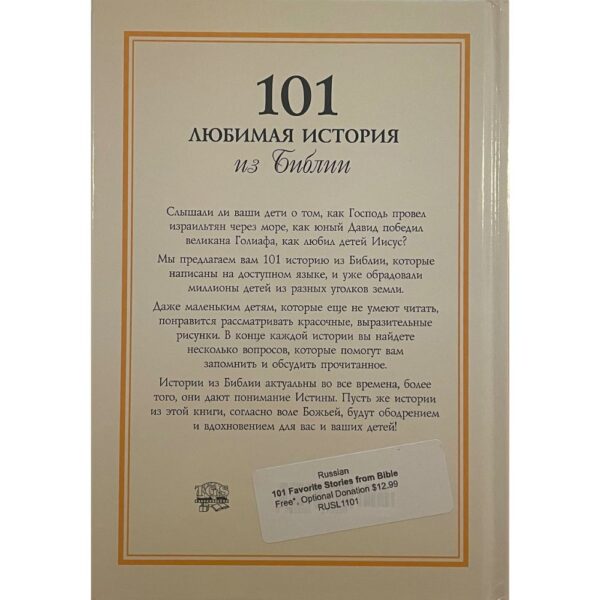 101
ЛЮБИМАЯ ИСТОРИЯ
из Библии
Слышали ли ваши дети о том, как Господь провел
израильтян через море, как юный Давид победил
великана Голиафа, как любил детей Иисус?
Мы предлагаем вам 101 историю из Библии, которые
написаны на доступном языке, и уже обрадовали
миллионы детей из разных уголков земли.
Даже маленьким детям, которые еще не умеют читать,
понравится рассматривать красочные, выразительные
рисунки. В конце каждой истории вы найдете
несколько вопросов, которые помогут вам
запомнить и обсудить прочитанное.
Истории из Библии актуальны во все времена, более
того, они дают понимание Истины. Пусть же истории
из этой книги, согласно воле Божьей, будут ободрением
и вдохновением для вас и ваших детей!
Russian
101 Favorite Stories from Bible
Free*, Optional Donation $12.99
RUSL1101